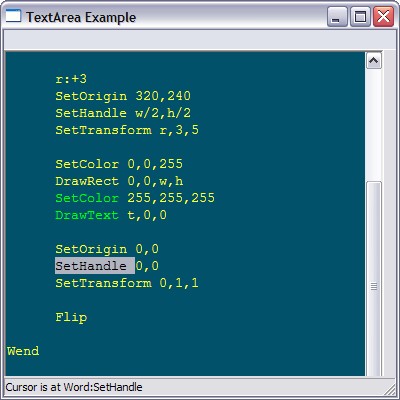 TextArea Example
r:+3
SetOrigin 320,240
SetHandle w/2,h/2
SetTransform r,3,5
SetColor 0,0,255
DrawRect 0,0,w,h
SetColor 255,255,255
DrawText t,0,0
SetOrigin 0,0
SetHandle 0,0
SetTransform 0,1,1
Flip
Wend
Cursor is at Word:SetHandle